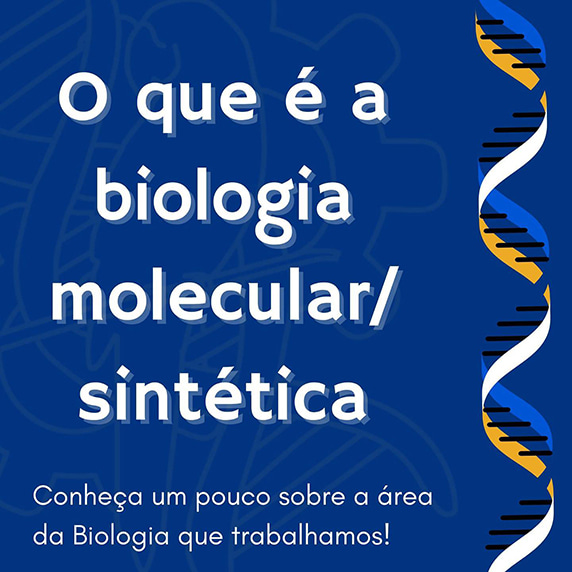 O que é a
biologia
molecular/
sintética
Conheça um pouco sobre a área
da Biologia que trabalhamos!